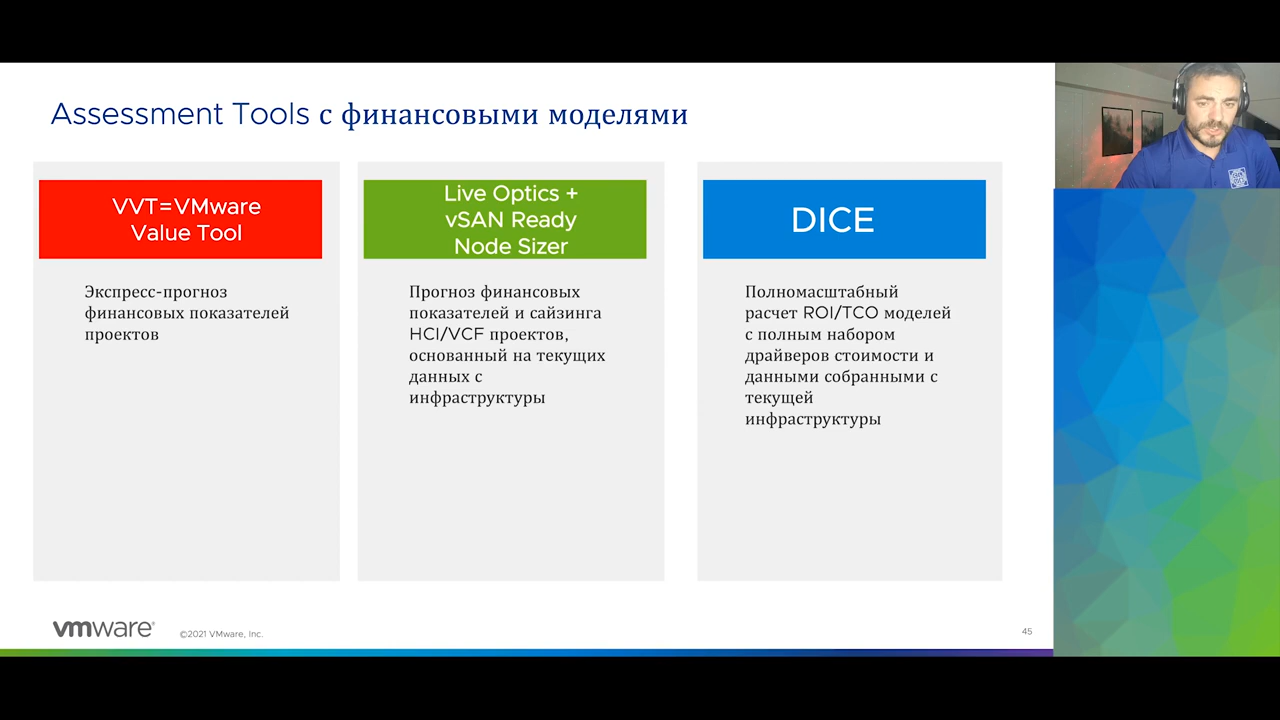 Assessment Tools с финансовыми моделями
VVT=VMware
Value Tool
Экспресс-прогноз
финансовых показателей
проектов
Live Optics +
vSAN Ready
Node Sizer
Прогноз финансовых
показателей и сайзинга
HCI/VCF проектов,
основанный на текущих
данных с
инфраструктуры
DICE
Полномасштабный
расчет ROI/TCO моделей
с полным набором
драйверов стоимости и
данными собранными с
текущей
инфраструктуры
vmware®
©2021 VMware, Inc.
45